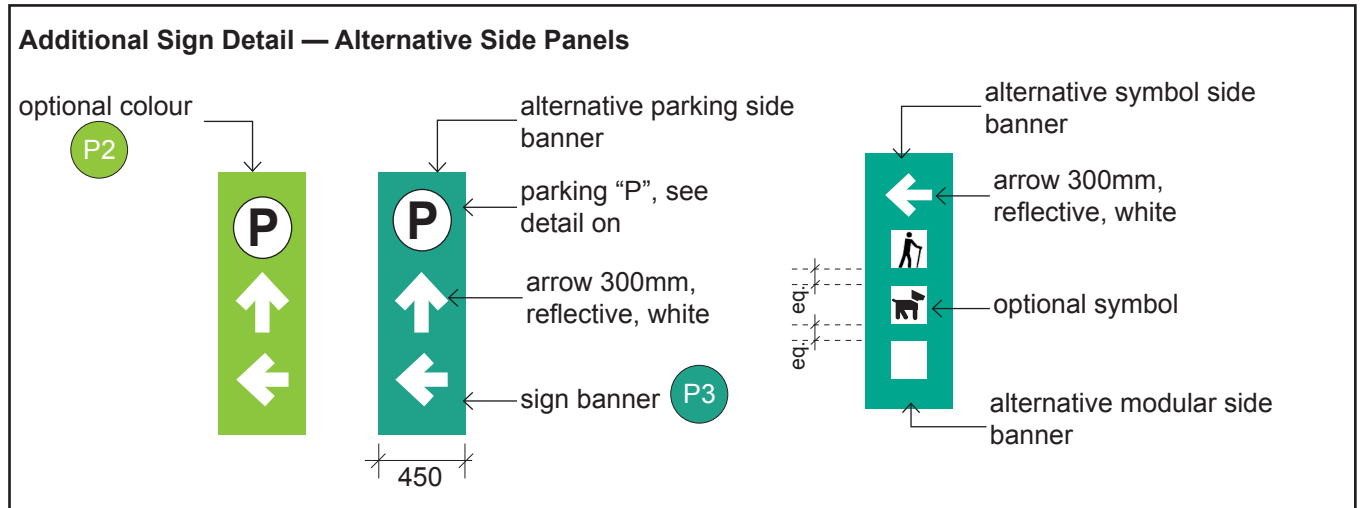 Additional Sign Detail — Alternative Side Panels
optional colour
P2
P
P
alternative parking side
banner
parking “P”, see
detail on
arrow 300mm,
reflective, white
sign banner
P3
450
alternative symbol side
banner
arrow 300mm,
reflective, white
eq.
optional symbol
eq.
alternative modular side
banner